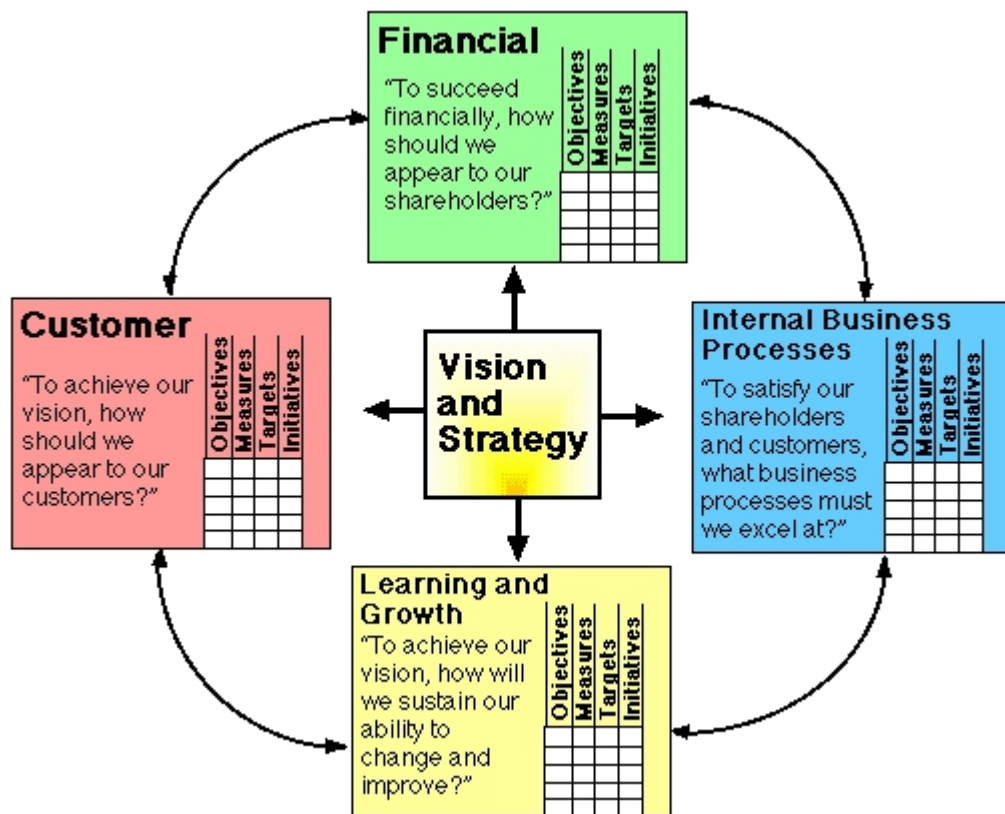 Financial
“To succeed
financially, how
should we
appear to our
shareholders?”
Objectives
Measures
Targets
Initiatives
Customer
“To achieve our
vision, how
should we
appear to our
customers?”
Objectives
Measures
Targets
Initiatives
Vision
and
Strategy
Internal Business
Processes
“To satisfy our
shareholders
and customers,
what business
processes must
we excel at?”
Objectives
Measures
Targets
Initiatives
Learning and
Growth
“To achieve our
vision, how will
we sustain our
ability to
change and
improve?”
Objectives
Measures
Targets
Initiatives